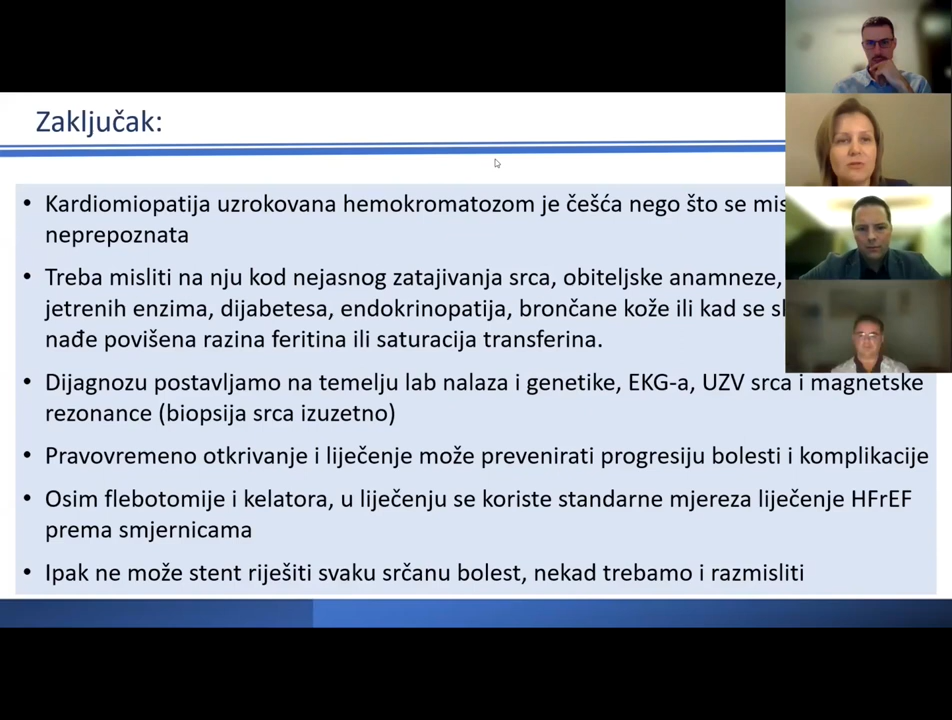 Zaključak:
• Kardiomiopatija uzrokovana hemokromatozom je češća nego što se
neprepoznata
• Treba misliti na nju kod nejasnog zatajivanja srca, obiteljske anamneze,
jetrenih enzima, dijabetesa, endokrinopatija, brončane kože ili kad se
nađe povišena razina feritina ili saturacija transferina.
• Dijagnozu postavljamo na temelju lab nalaza i genetike, EKG-a, UZV srca i magnetske
rezonance (biopsija srca izuzetno)
• Pravovremeno otkrivanje i liječenje može prevenirati progresiju bolesti i komplikacije
• Osim flebotomije i kelatora, u liječenju se koriste standarne mjereza liječenje HFrEF
prema smjernicama
• Ipak ne može stent riješiti svaku srčanu bolest, nekad trebamo i razmisliti